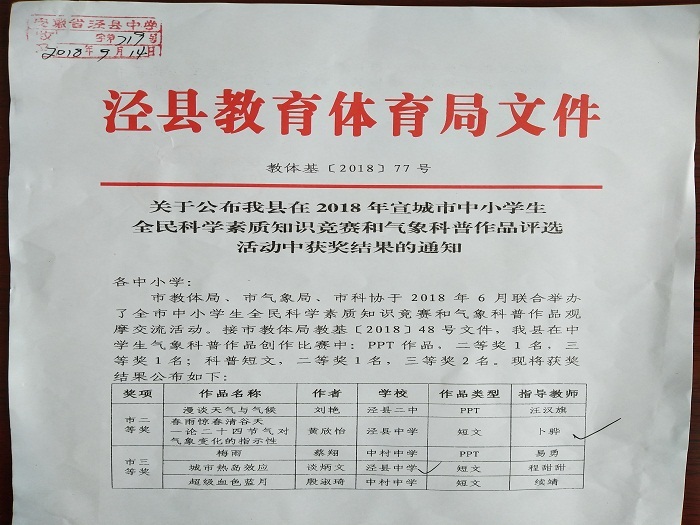 安徽省泾县中学
收 字第719号
2018年9月14日
泾县教育体育局文件
教体基〔2018〕77号
关于公布我县在2018年宣城市中小学生
全民科学素质知识竞赛和气象科普作品评选
活动中获奖结果的通知
各中小学:
市教体局、市气象局、市科协于2018年6月联合举办
了全市中小学生全民科学素质知识竞赛和气象科普作品观
摩交流活动。接市教体局教基〔2018〕48号文件,我县在中
学生气象科普作品创作比赛中:PPT作品,二等奖1名,三
等奖1名;科普短文,二等奖1名,三等奖2名。现将获奖
结果公布如下:
奖项 作品名称 作者 学校 作品类型 指导教师
市二等奖 漫谈天气与气候 刘艳 泾县二中 PPT 汪汉旗
春雨惊春清谷天
—论二十四节气对
气象变化的指示性 黄欣怡 泾县中学 短文 卜骅
市三等奖 梅雨 蔡翔 中村中学 PPT 易勇
城市热岛效应 谈炳文 泾县中学 短文 程甜甜
超级血色蓝月 殷淑琦 中村中学 短文 续靖